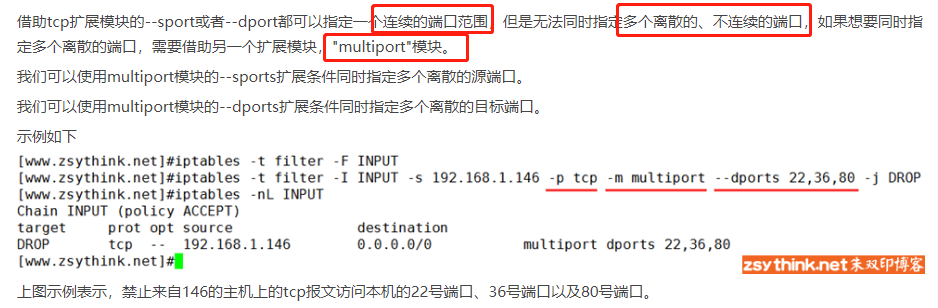 借助tcp扩展模块的--sport或者--dport都可以指定一个连续的端口范围，但是无法同时指定多个离散的、不连续的端口，如果想要同时指
定多个离散的端口，需要借助另一个扩展模块，"multiport"模块。
我们可以使用multiport模块的--sports扩展条件同时指定多个离散的源端口。
我们可以使用multiport模块的--dports扩展条件同时指定多个离散的目标端口。
示例如下
[www.zsythink.net]#iptables -t filter -F INPUT
[www.zsythink.net]#iptables -t filter -I INPUT -s 192.168.1.146 -p tcp -m multiport --dports 22,36,80 -j DROP
[www.zsythink.net]#iptables -nL INPUT
Chain INPUT (policy ACCEPT)
target prot opt source destination
DROP tcp -- 192.168.1.146 0.0.0.0/0 multiport dports 22,36,80
[www.zsythink.net]#
zsythink.net朱双印博客
上图示例表示，禁止来自146的主机上的tcp报文访问本机的22号端口、36号端口以及80号端口。